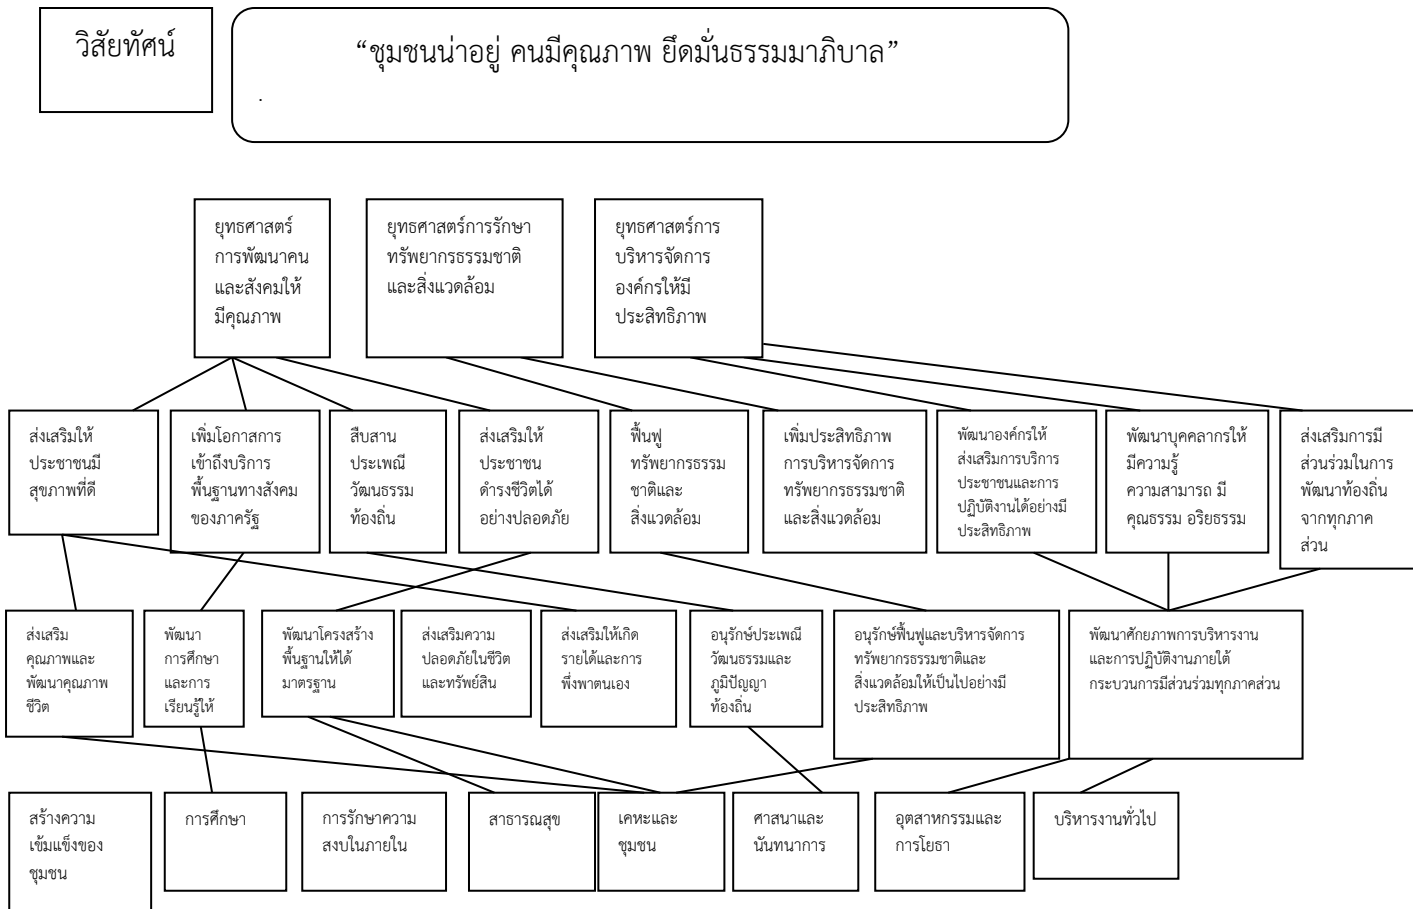 วิสัยทัศน์
“ชุมชนน่าอยู่ คนมีคุณภาพ ยึดมั่นธรรมมาภิบาล”
.
ยุทธศาสตร์
การพัฒนาคน
และสังคมให้
มีคุณภาพ
ยุทธศาสตร์การรักษา
ทรัพยากรธรรมชาติ
และสิ่งแวดล้อม
ยุทธศาสตร์การ
บริหารจัดการ
องค์กรให้มี
ประสิทธิภาพ
ส่งเสริมให้
ประชาชนมี
สุขภาพที่ดี
เพิ่มโอกาสการ
เข้าถึงบริการ
พื้นฐานทางสังคม
ของภาครัฐ
สืบสาน
ประเพณี
วัฒนธรรม
ท้องถิ่น
ส่งเสริมให้
ประชาชน
ดำรงชีวิตได้
อย่างปลอดภัย
ฟื้นฟู
ทรัพยากรธรรม
ชาติและ
สิ่งแวดล้อม
เพิ่มประสิทธิภาพ
การบริหารจัดการ
ทรัพยากรธรรมชาติ
และสิ่งแวดล้อม
พัฒนาองค์กรให้
ส่งเสริมการบริการ
ประชาชนและการ
ปฏิบัติงานได้อย่างมี
ประสิทธิภาพ
พัฒนาบุคคลากรให้
มีความรู้
ความสามารถ มี
คุณธรรม อริยธรรม
ส่งเสริมการมี
ส่วนร่วมในการ
พัฒนาท้องถิ่น
จากทุกภาค
ส่วน
ส่งเสริม
คุณภาพและ
พัฒนาคุณภาพ
ชีวิต
พัฒนา
การศึกษา
และการ
เรียนรู้ให้
พัฒนาโครงสร้าง
พื้นฐานให้ได้
มาตรฐาน
ส่งเสริมความ
ปลอดภัยในชีวิต
และทรัพย์สิน
ส่งเสริมให้เกิด
รายได้และการ
พึ่งพาตนเอง
อนุรักษ์ประเพณี
วัฒนธรรมและ
ภูมิปัญญา
ท้องถิ่น
อนุรักษ์ฟื้นฟูและบริหารจัดการ
ทรัพยากรธรรมชาติและ
สิ่งแวดล้อมให้เป็นไปอย่างมี
ประสิทธิภาพ
พัฒนาศักยภาพการบริหารงาน
และการปฏิบัติงานภายใต้
กระบวนการมีส่วนร่วมทุกภาคส่วน
สร้างความ
เข้มแข็งของ
ชุมชน
การศึกษา
การรักษาความ
สงบในภายใน
สาธารณสุข
เคหะและ
ชุมชน
ศาสนาและ
นันทนาการ
อุตสาหกรรมและ
การโยธา
บริหารงานทั่วไป